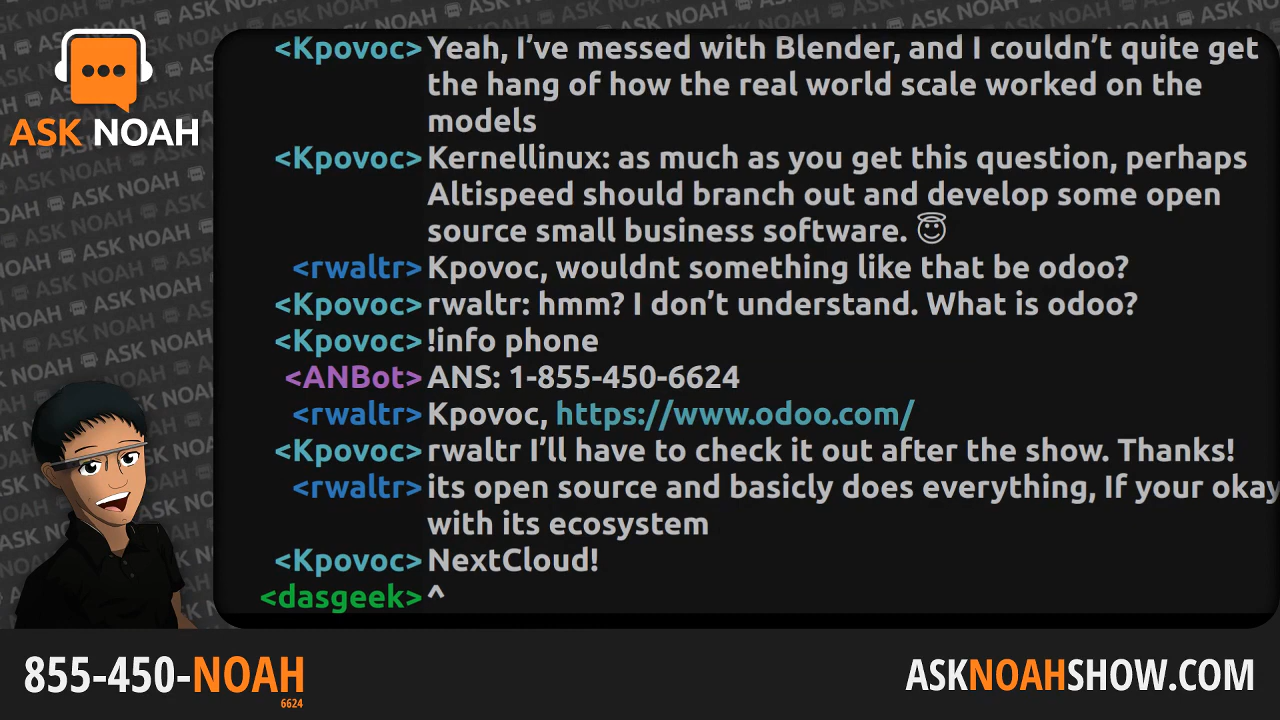 ASK NOAH
<Kpovoc> Yeah, I've messed with Blender, and I couldn't quite get
the hang of how the real world scale worked on the
models
<Kpovoc> Kernellinux: as much as you get this question, perhaps
Altispeed should branch out and develop some open
source small business software. 😇
<rwaltr> Kpovoc, wouldnt something like that be odoo?
<Kpovoc> rwaltr: hmm? I don't understand. What is odoo?
<Kpovoc> !info phone
<ANBot> ANS: 1-855-450-6624
<rwaltr> Kpovoc, https://www.odoo.com/
<Kpovoc> rwaltr I'll have to check it out after the show. Thanks!
<rwaltr> its open source and basicly does everything, If your okay
with its ecosystem
<Kpovoc> NextCloud!
<dasgeek> ^
855-450-NOAH
6624
ASKNOAHSHOW.COM